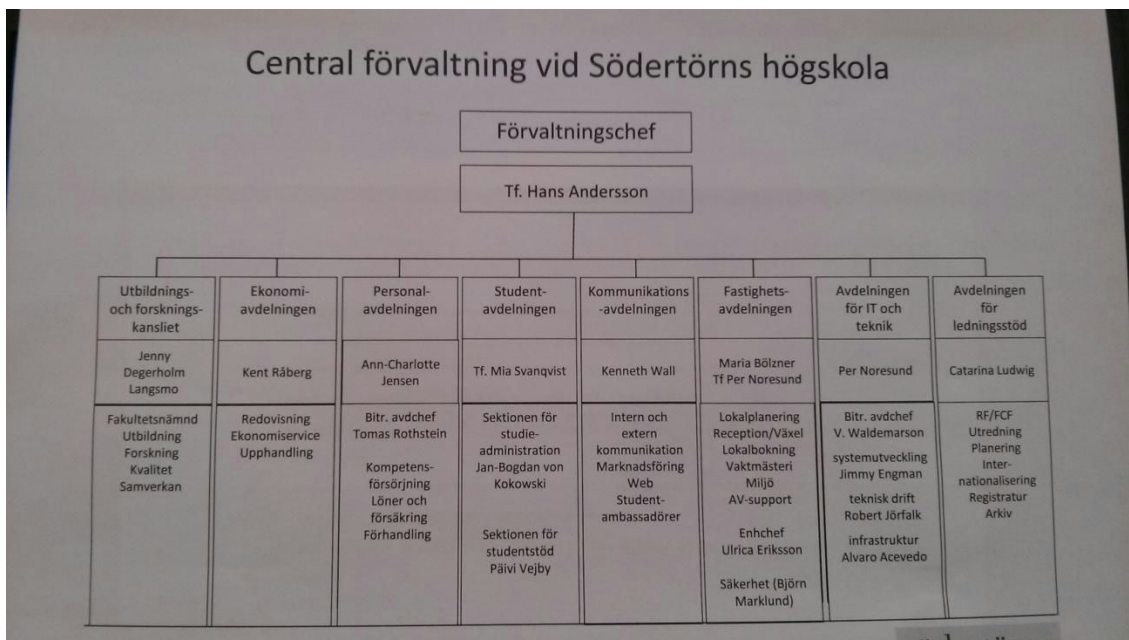 Central förvaltning vid Södertörns högskola
Förvaltningschef
Tf. Hans Andersson
Utbildnings-
och forsknings-
kansliet
Jenny
Degerholm
Langsmo
Fakultetsnämnd
Utbildning
Forskning
Kvalitet
Samverkan
Ekonomi-
avdelningen
Kent Råberg
Redovisning
Ekonomiservice
Upphandling
Personal-
avdelningen
Ann-Charlotte
Jensen
Bitr. avdchef
Tomas Rothstein
Kompetens-
försörjning
Löner och
försäkring
Förhandling
Student-
avdelningen
Tf. Mia Svanqvist
Sektionen för
studie-
administration
Jan-Bogdan von
Kokowski
Sektionen för
studentstöd
Päivi Vejby
Kommunikations
-avdelningen
Kenneth Wall
Intern och
extern
kommunikation
Marknadsföring
Web
Student-
ambassadörer
Fastighets-
avdelningen
Maria Bölzner
Tf Per Noresund
Lokalplanering
Reception/Växel
Lokalbokning
Vaktmästeri
Miljö
AV-support
Enhchef
Ulrica Eriksson
Säkerhet (Björn
Marklund)
Avdelningen
för IT och
teknik
Per Noresund
Bitr. avdchef
V. Waldemarson
systemutveckling
Jimmy Engman
teknisk drift
Robert Jörfalk
infrastruktur
Alvaro Acevedo
Avdelningen
för
ledningsstöd
Catarina Ludwig
RF/FCF
Utredning
Planering
Inter-
nationalisering
Registratur
Arkiv